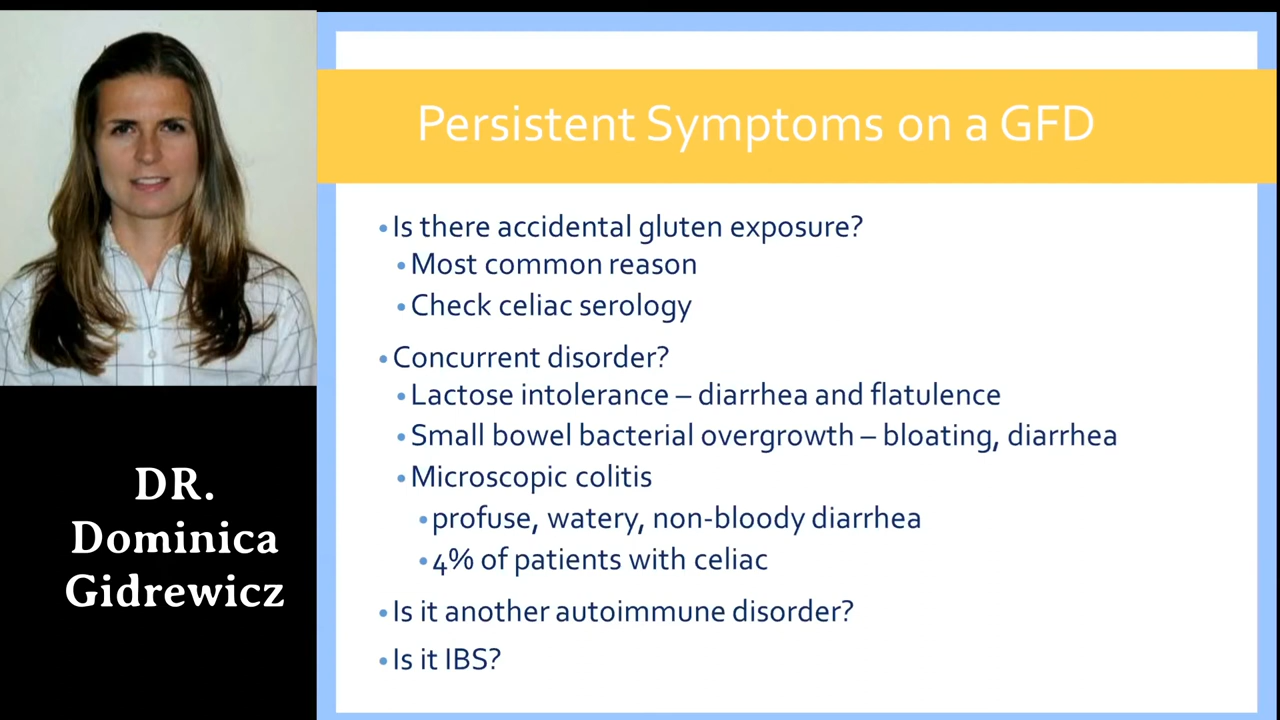 Persistent Symptoms on a GFD
• Is there accidental gluten exposure?
• Most common reason
• Check celiac serology
• Concurrent disorder?
• Lactose intolerance – diarrhea and flatulence
• Small bowel bacterial overgrowth – bloating, diarrhea
• Microscopic colitis
• profuse, watery, non-bloody diarrhea
• 4% of patients with celiac
• Is it another autoimmune disorder?
• Is it IBS?
DR.
Dominica
Gidrewicz